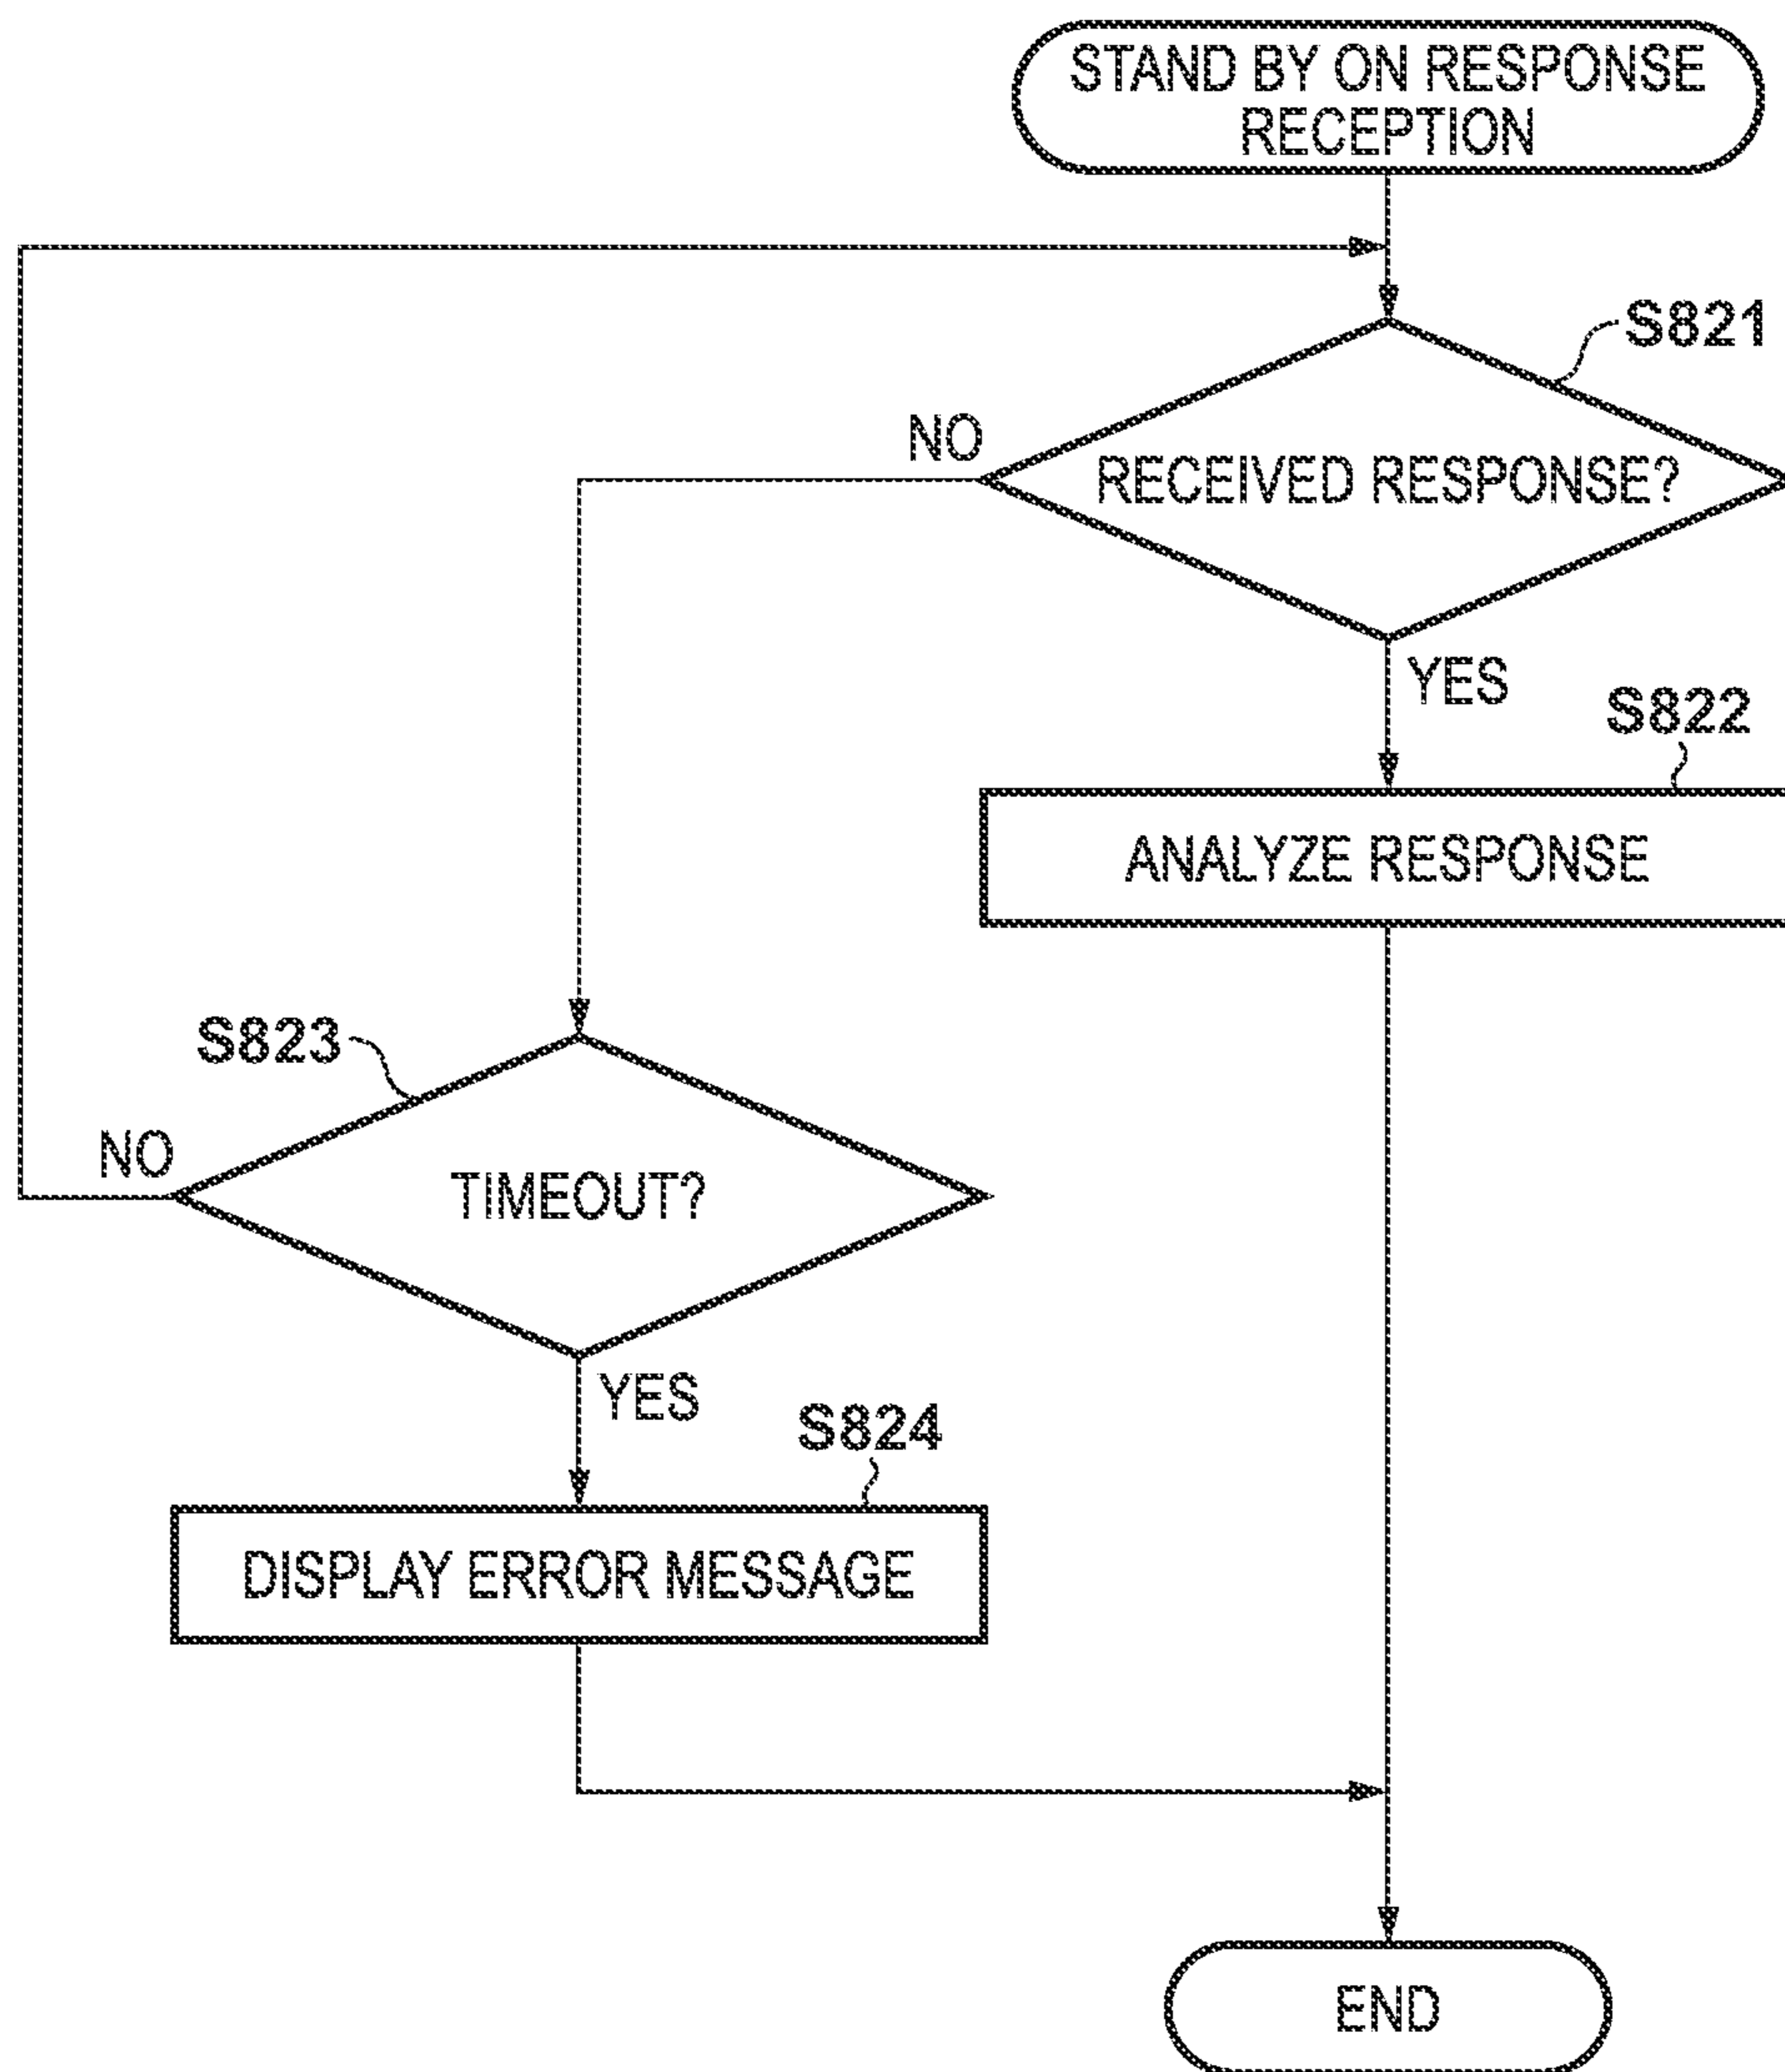 STAND BY ON RESPONSE
RECEPTION
S821
NO
RECEIVED RESPONSE?
YES
S822
ANALYZE RESPONSE
S823
NO
TIMEOUT?
YES
S824
DISPLAY ERROR MESSAGE
END